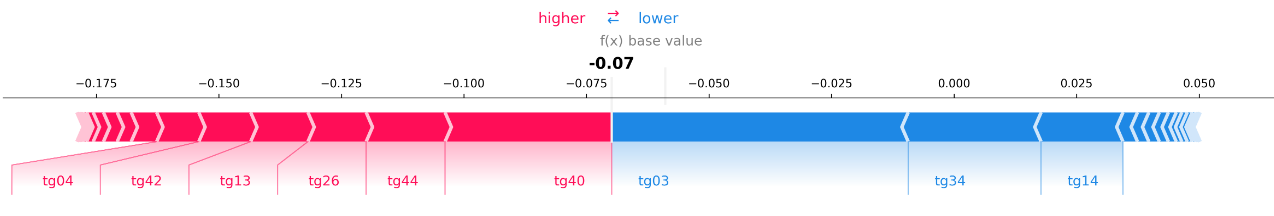 higher ⇄ lower
f(x) base value
-0.07
−0.175 −0.150 −0.125 −0.100 −0.075 −0.050 −0.025 0.000 0.025 0.050
tg04 tg42 tg13 tg26 tg44 tg40 tg03 tg34 tg14